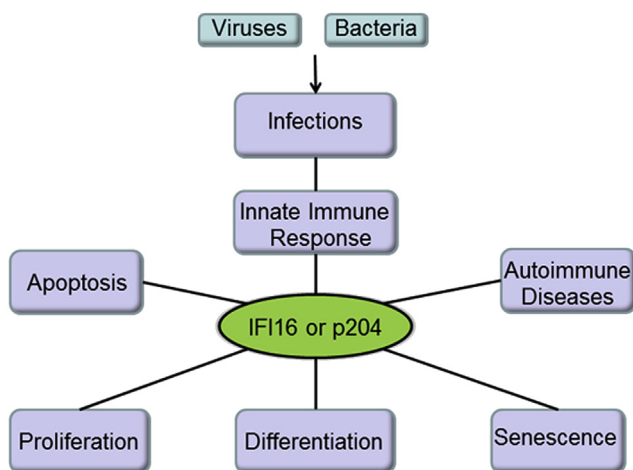 Viruses
Bacteria
Infections
Innate Immune
Response
Apoptosis
Autoimmune
Diseases
IFI16 or p204
Proliferation
Differentiation
Senescence